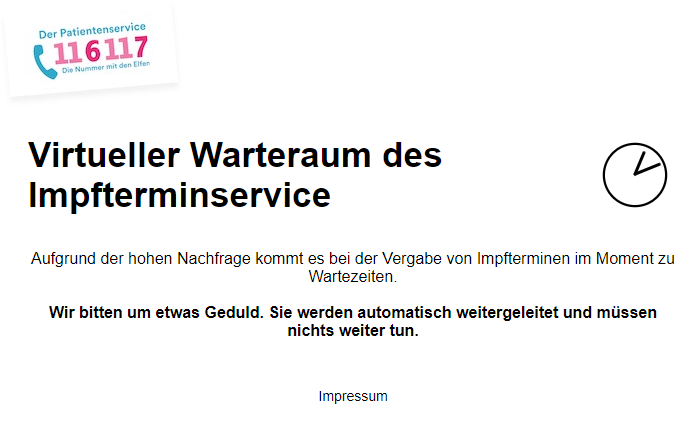 Der Patientenservice
116117
Die Nummer mit den Elfen
Virtueller Warteraum des
Impfterminservice
Aufgrund der hohen Nachfrage kommt es bei der Vergabe von Impfterminen im Moment zu
Wartezeiten.
Wir bitten um etwas Geduld. Sie werden automatisch weitergeleitet und müssen
nichts weiter tun.
Impressum